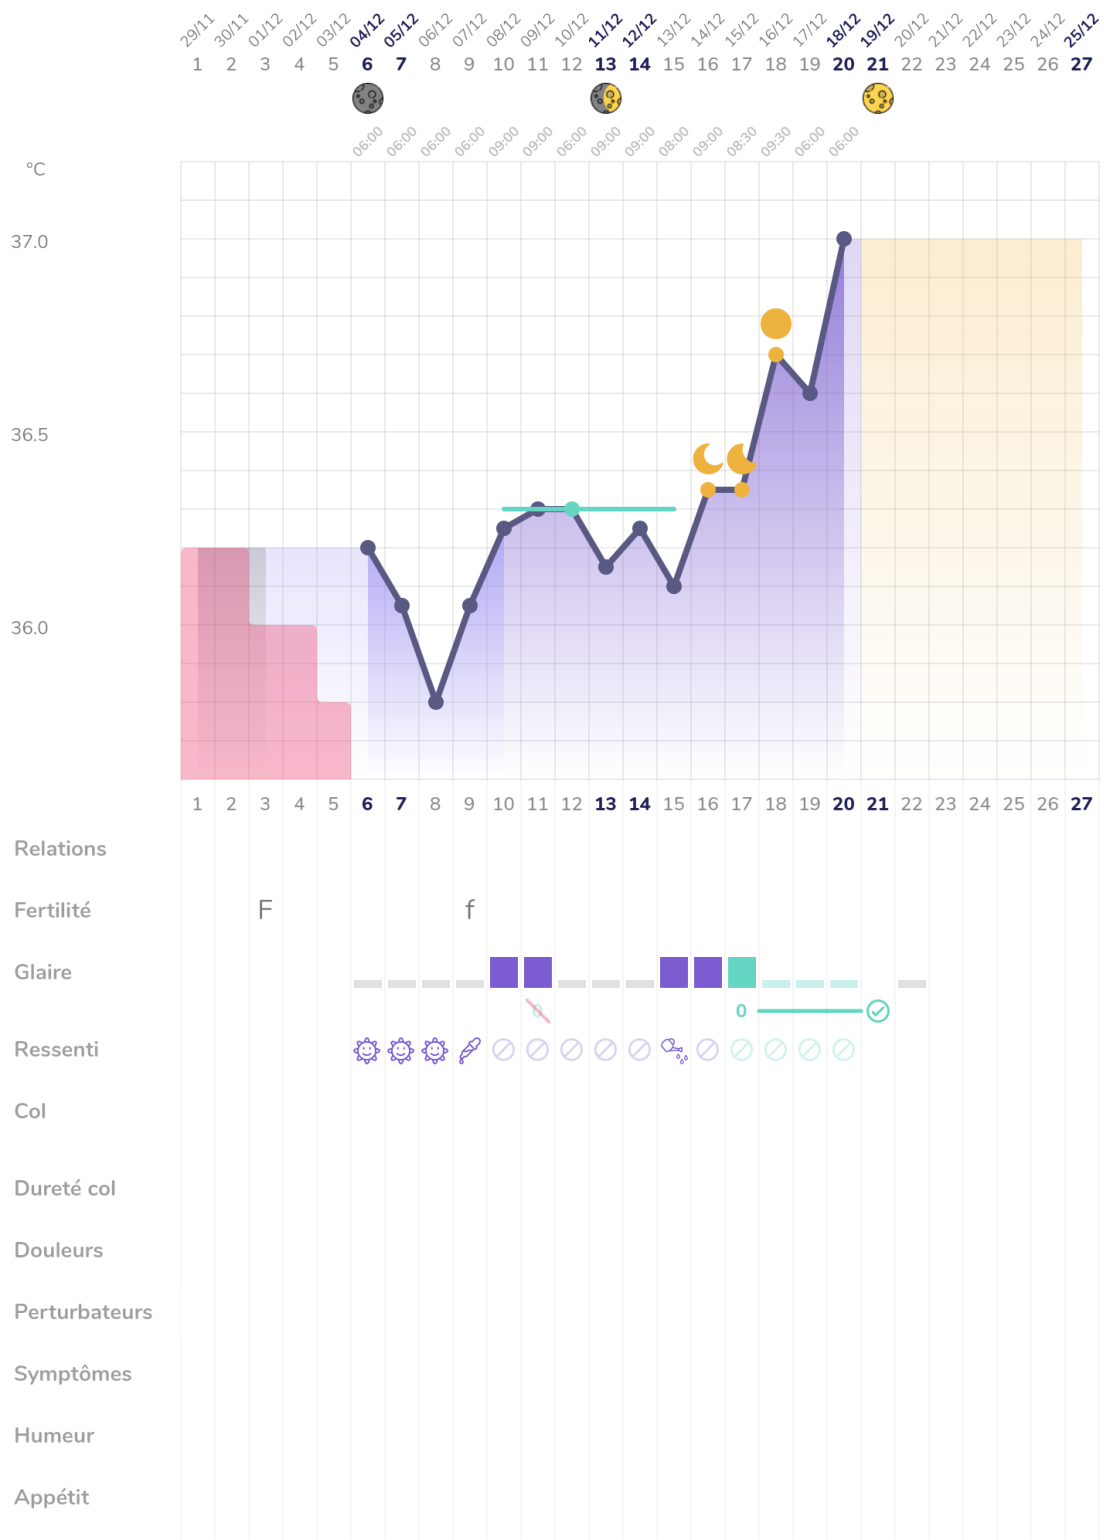 29/11 30/11 01/12 02/12 03/12 04/12 05/12 06/12 07/12 08/12 09/12 10/12 11/12 12/12 13/12 14/12 15/12 16/12 17/12 18/12 19/12 20/12 21/12 22/12 23/12 24/12 25/12
1 2 3 4 5 6 7 8 9 10 11 12 13 14 15 16 17 18 19 20 21 22 23 24 25 26 27
06:00 06:00 06:00 06:00 09:00 09:00 06:00 09:00 09:00 08:00 09:00 08:30 09:30 06:00 06:00
°C
37.0
36.5
36.0
1 2 3 4 5 6 7 8 9 10 11 12 13 14 15 16 17 18 19 20 21 22 23 24 25 26 27
Relations
Fertilité F f
Glaire
0 0
Ressenti
Col
Dureté col
Douleurs
Perturbateurs
Symptômes
Humeur
Appétit